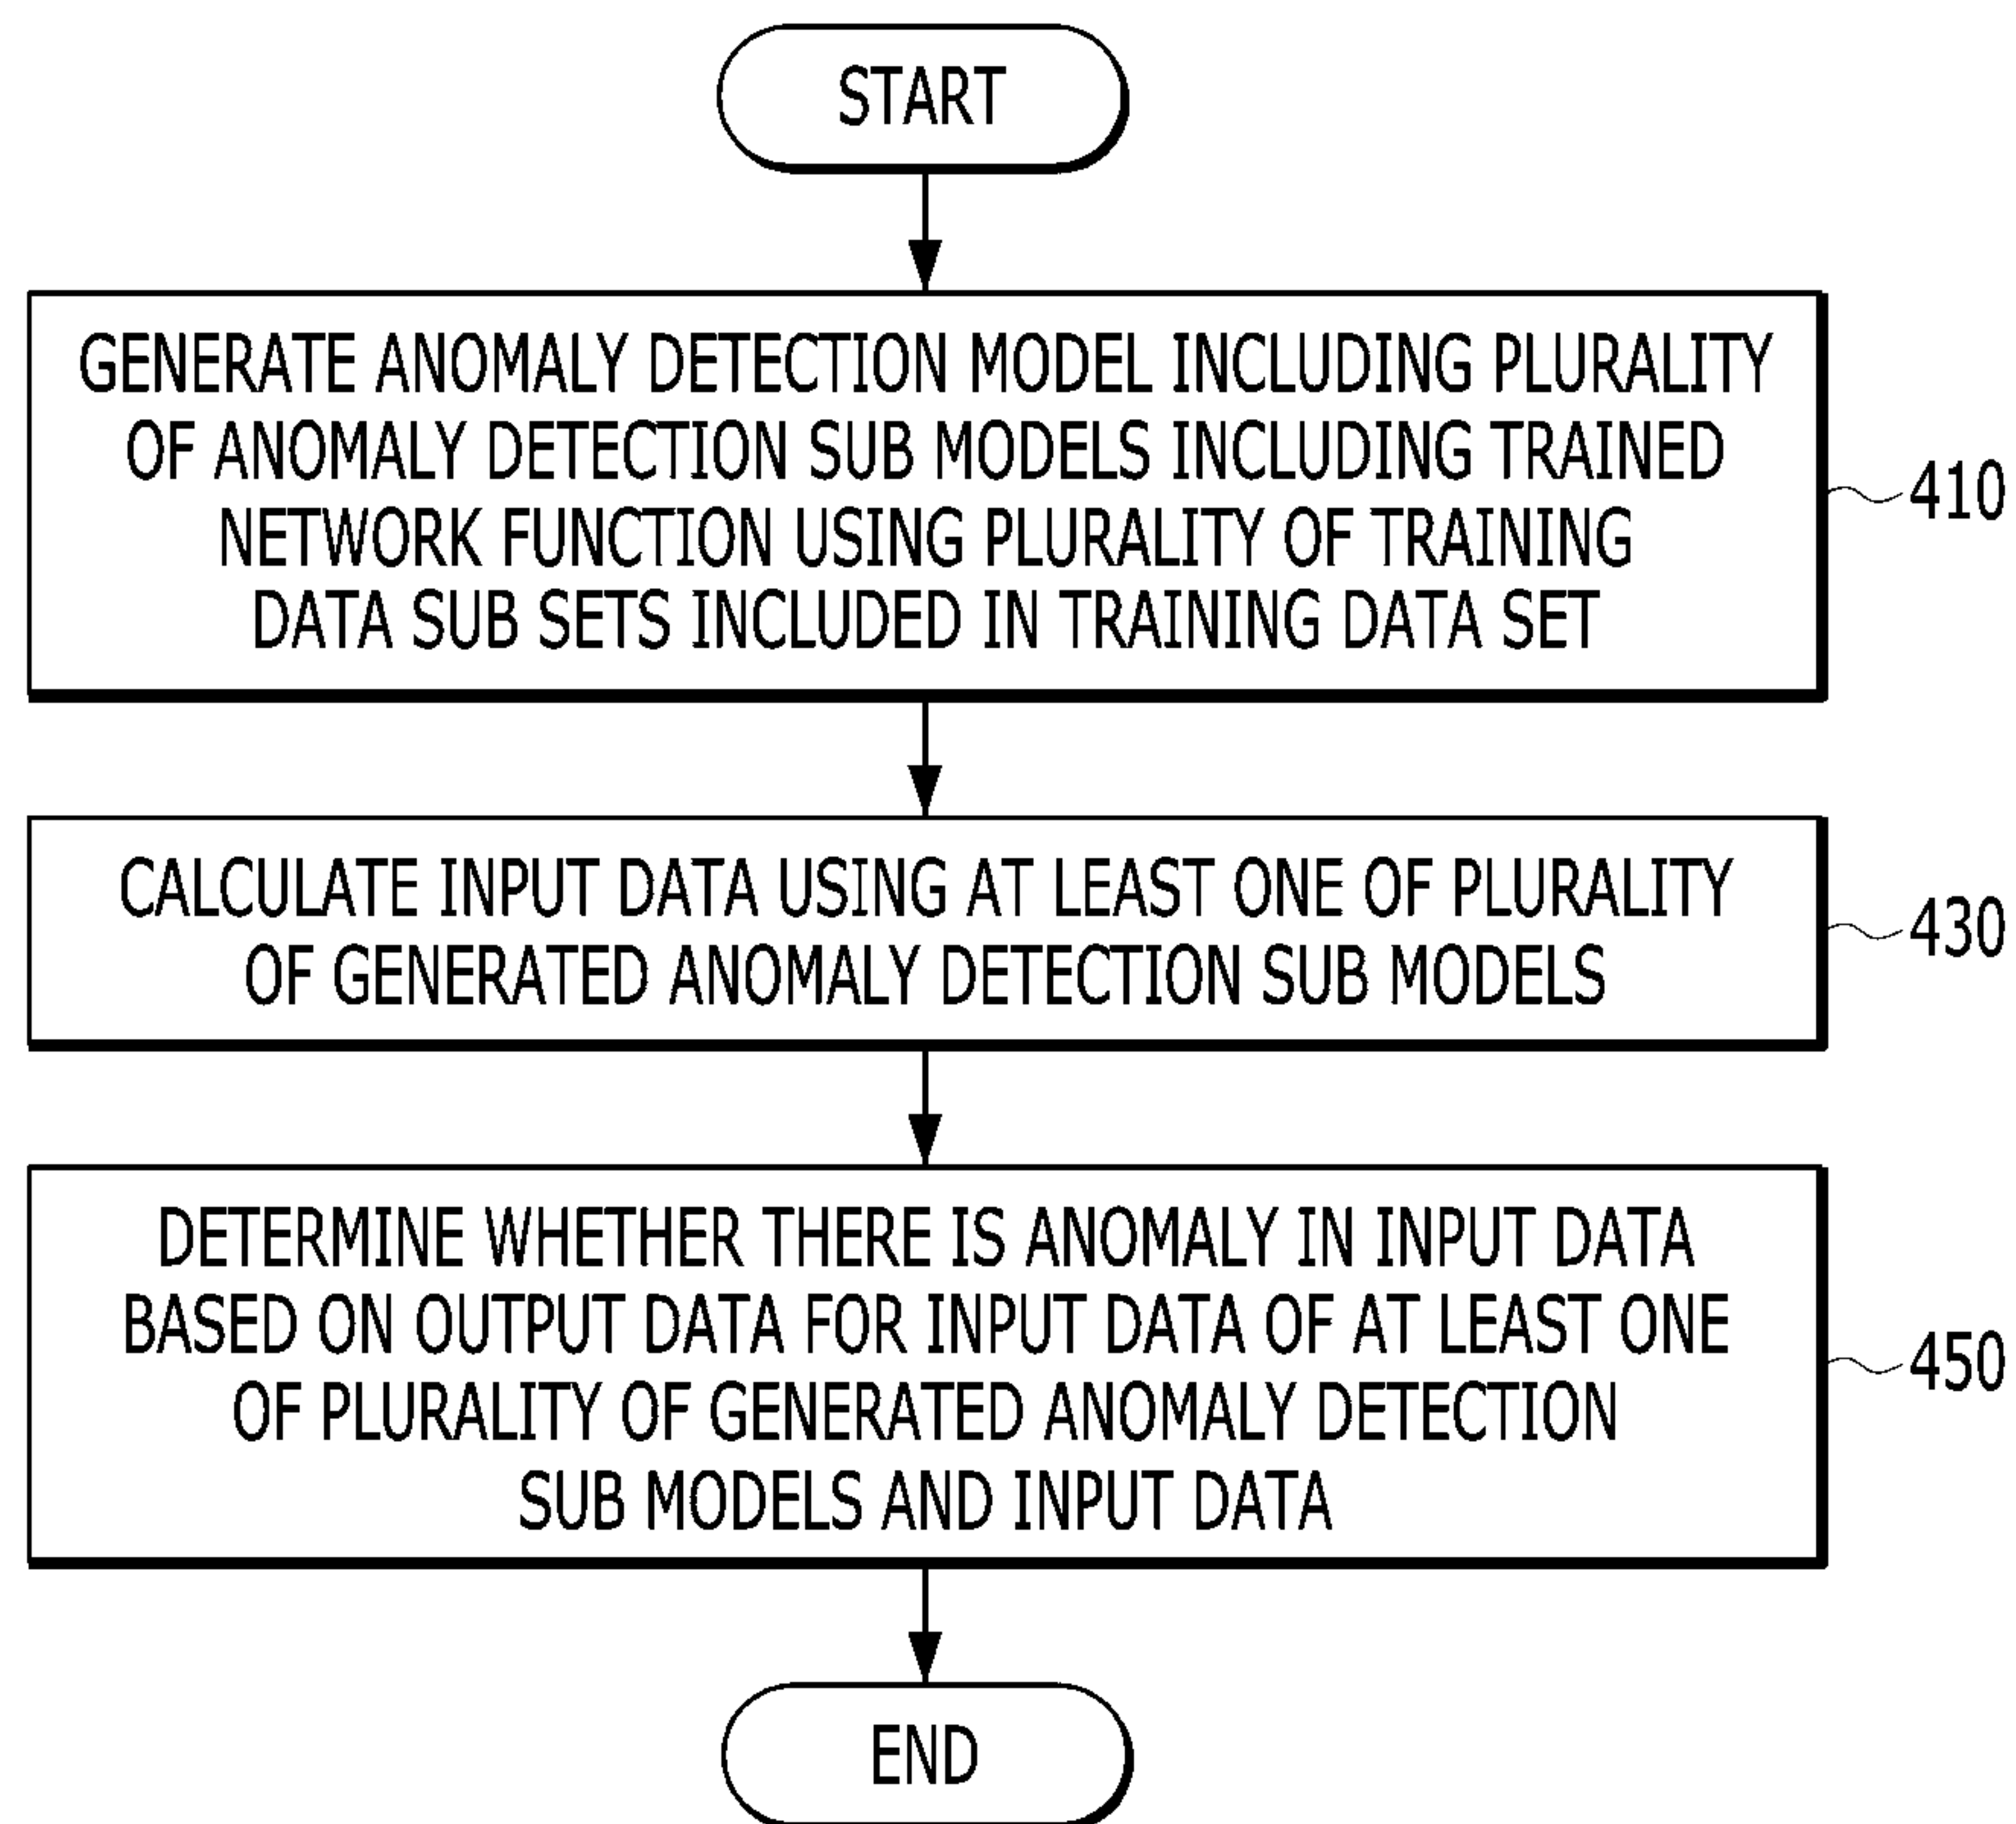 START
GENERATE ANOMALY DETECTION MODEL INCLUDING PLURALITY
OF ANOMALY DETECTION SUB MODELS INCLUDING TRAINED
NETWORK FUNCTION USING PLURALITY OF TRAINING
DATA SUB SETS INCLUDED IN TRAINING DATA SET
410
CALCULATE INPUT DATA USING AT LEAST ONE OF PLURALITY
OF GENERATED ANOMALY DETECTION SUB MODELS
430
DETERMINE WHETHER THERE IS ANOMALY IN INPUT DATA
BASED ON OUTPUT DATA FOR INPUT DATA OF AT LEAST ONE
OF PLURALITY OF GENERATED ANOMALY DETECTION
SUB MODELS AND INPUT DATA
450
END